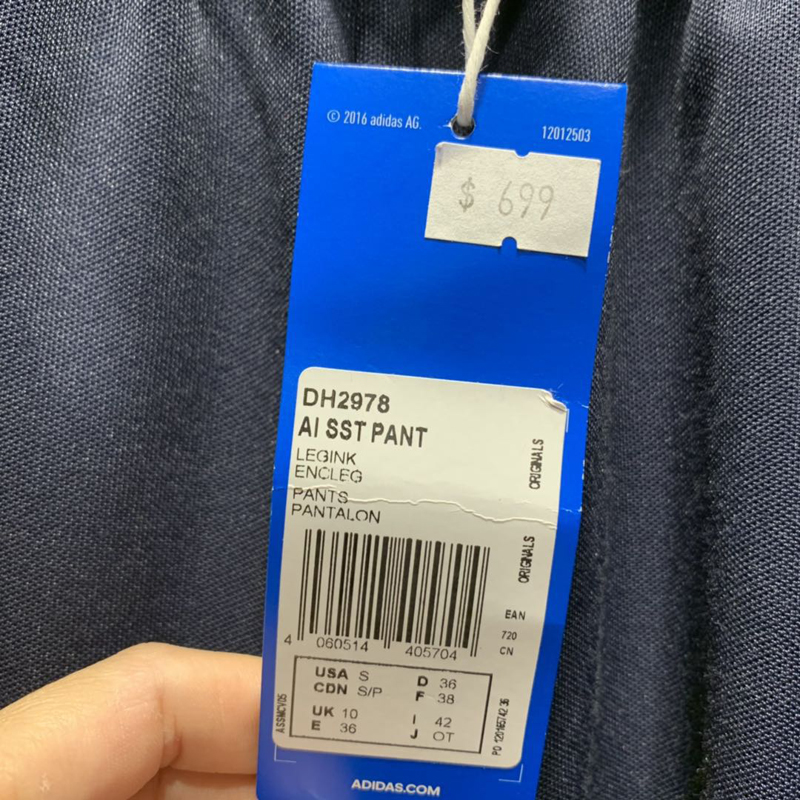 © 2016 adidas AG.
12012503
$ 699
DH2978
AI SST PANT
LEGINK
ENCLEG
PANTS
PANTALON
ORIGINALS
ORIGINALS
EAN
720
CN
4 060514 405704
USA S D 36
CDN S/P F 38
UK 10 I 42
E 36 J OT
ASSMCV05
ADIDAS.COM